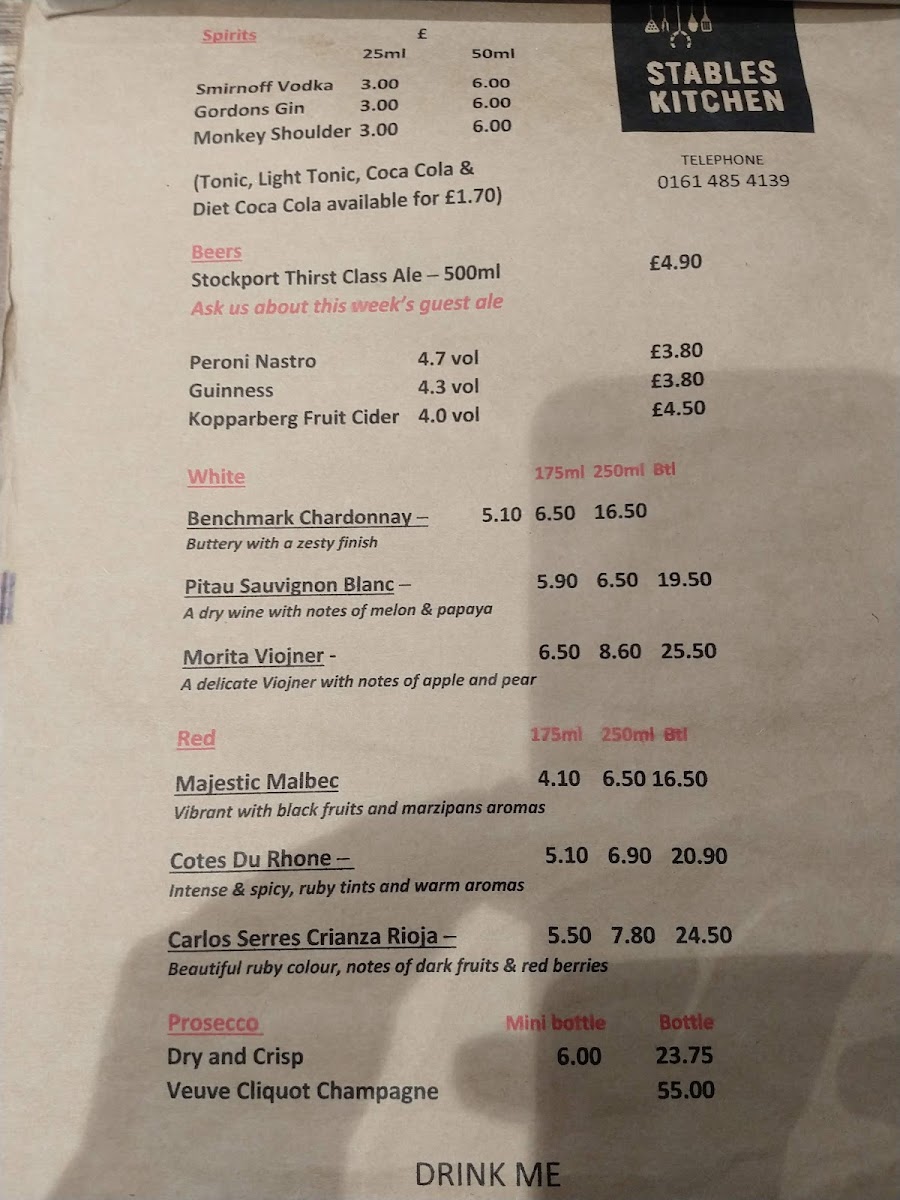 Spirits £
25ml 50ml
Smirnoff Vodka 3.00 6.00
Gordons Gin 3.00 6.00
Monkey Shoulder 3.00 6.00
(Tonic, Light Tonic, Coca Cola &
Diet Coca Cola available for £1.70)
STABLES
KITCHEN
TELEPHONE
0161 485 4139
Beers
Stockport Thirst Class Ale – 500ml £4.90
Ask us about this week's guest ale
Peroni Nastro 4.7 vol £3.80
Guinness 4.3 vol £3.80
Kopparberg Fruit Cider 4.0 vol £4.50
White 175ml 250ml Btl
Benchmark Chardonnay – 5.10 6.50 16.50
Buttery with a zesty finish
Pitau Sauvignon Blanc – 5.90 6.50 19.50
A dry wine with notes of melon & papaya
Morita Viojner - 6.50 8.60 25.50
A delicate Viojner with notes of apple and pear
Red 175ml 250ml Btl
Majestic Malbec 4.10 6.50 16.50
Vibrant with black fruits and marzipans aromas
Cotes Du Rhone – 5.10 6.90 20.90
Intense & spicy, ruby tints and warm aromas
Carlos Serres Crianza Rioja – 5.50 7.80 24.50
Beautiful ruby colour, notes of dark fruits & red berries
Prosecco Mini bottle Bottle
Dry and Crisp 6.00 23.75
Veuve Cliquot Champagne 55.00
DRINK ME